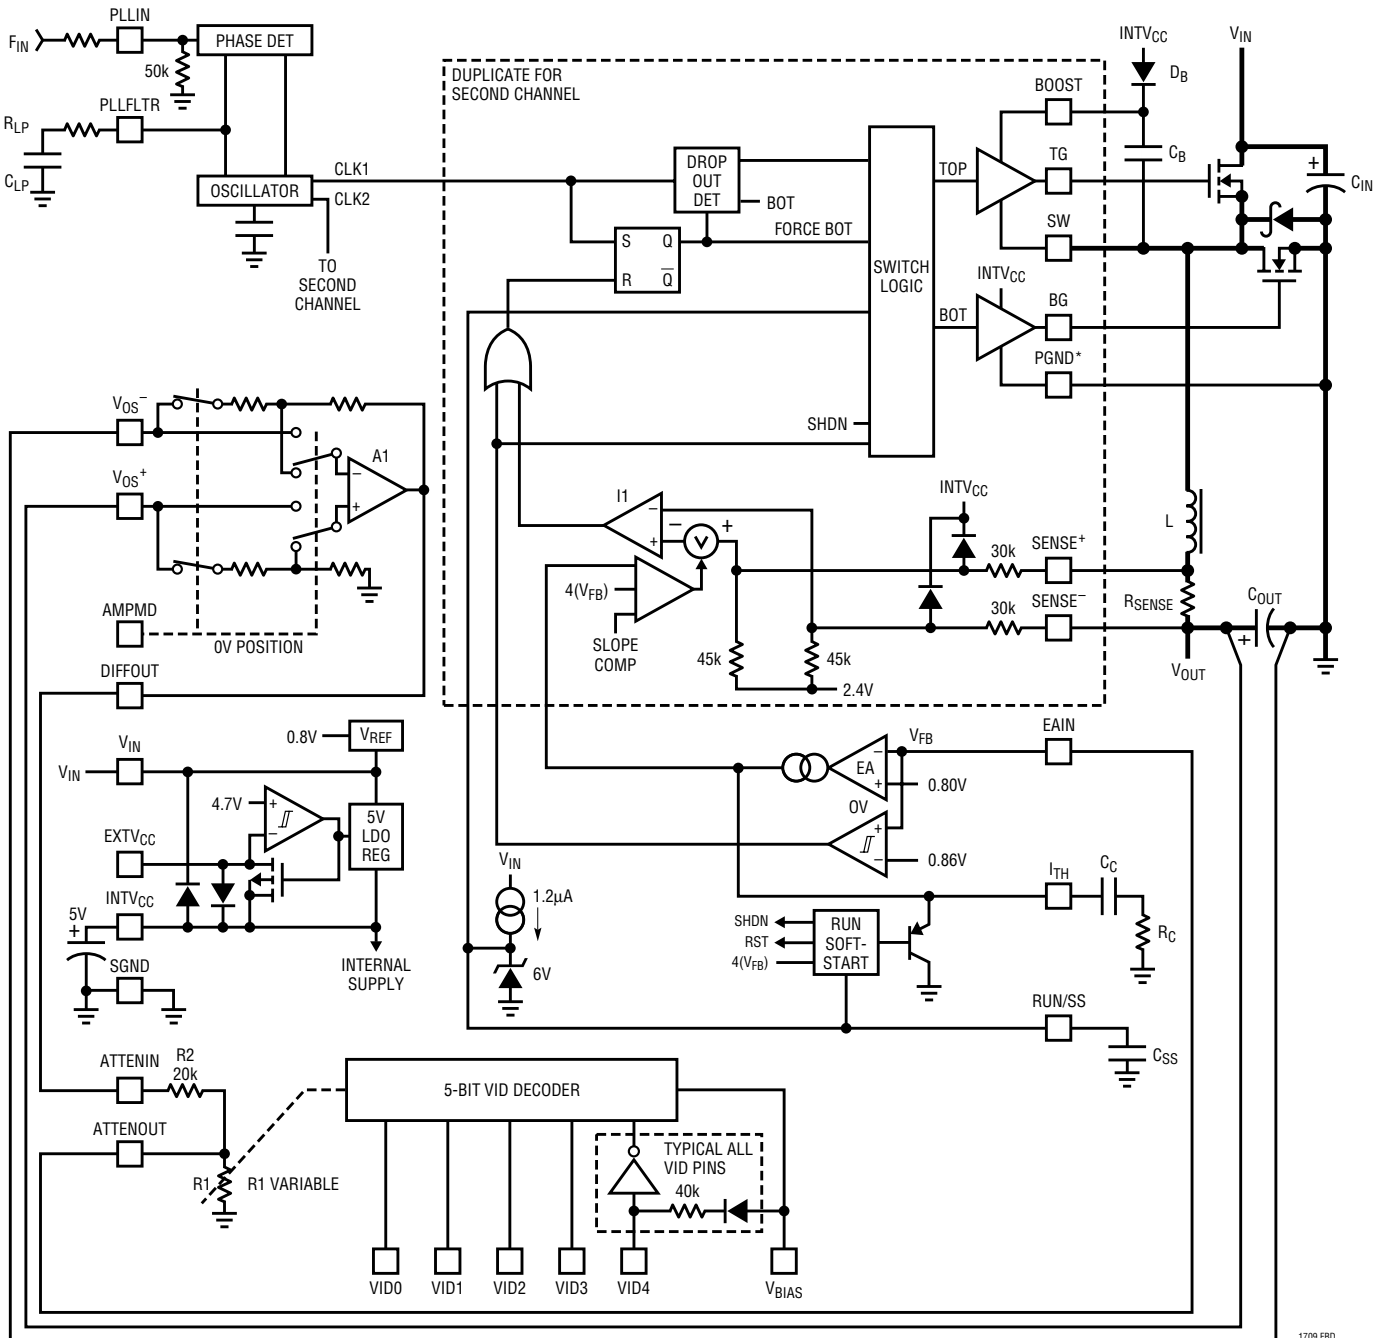 PLLIN
F_IN
PHASE DET
50k
PLLFLTR
R_LP
C_LP
OSCILLATOR
CLK1
CLK2
TO
SECOND
CHANNEL
DUPLICATE FOR
SECOND CHANNEL
DROP
OUT
DET
BOT
FORCE BOT
S
Q
R
Q̅
SWITCH
LOGIC
TOP
BOT
SHDN
INTV_CC
D_B
V_IN
BOOST
TG
C_B
C_IN
+
SW
INTV_CC
BG
PGND*
V_OS−
V_OS+
A1
−
+
AMPMD
0V POSITION
DIFFOUT
I1
−
+
−
V
+
4(V_FB)
SLOPE
COMP
45k
45k
2.4V
INTV_CC
30k
SENSE+
30k
SENSE−
L
R_SENSE
C_OUT
+
V_OUT
V_IN
V_IN
0.8V
V_REF
4.7V
+
−
5V
LDO
REG
EXTV_CC
INTV_CC
5V
+
SGND
INTERNAL
SUPPLY
V_FB
EAIN
−
EA
+
0.80V
OV
+
−
0.86V
V_IN
1.2µA
6V
I_TH
C_C
R_C
SHDN
RST
4(V_FB)
RUN
SOFT-
START
RUN/SS
C_SS
ATTENIN
R2
20k
ATTENOUT
R1
R1 VARIABLE
5-BIT VID DECODER
TYPICAL ALL
VID PINS
40k
VID0
VID1
VID2
VID3
VID4
V_BIAS
1709 FBD